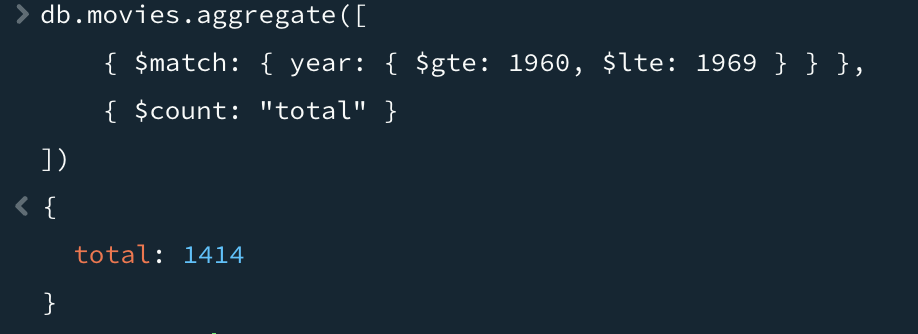 > db.movies.aggregate([
{ $match: { year: { $gte: 1960, $lte: 1969 } } },
{ $count: "total" }
])
< {
total: 1414
}